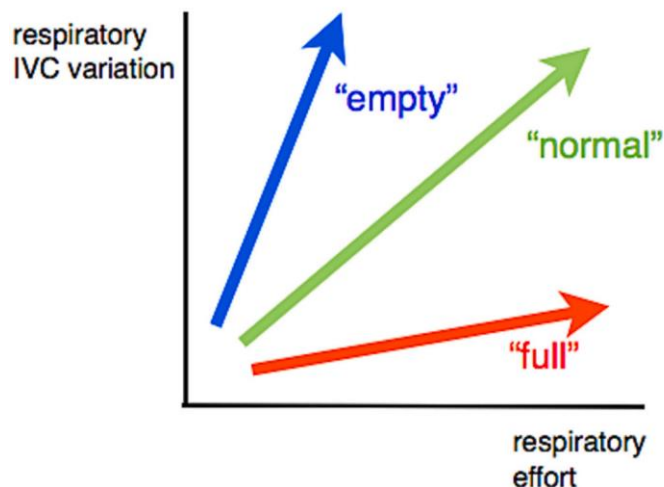 respiratory
IVC variation
“empty”
“normal”
“full”
respiratory
effort